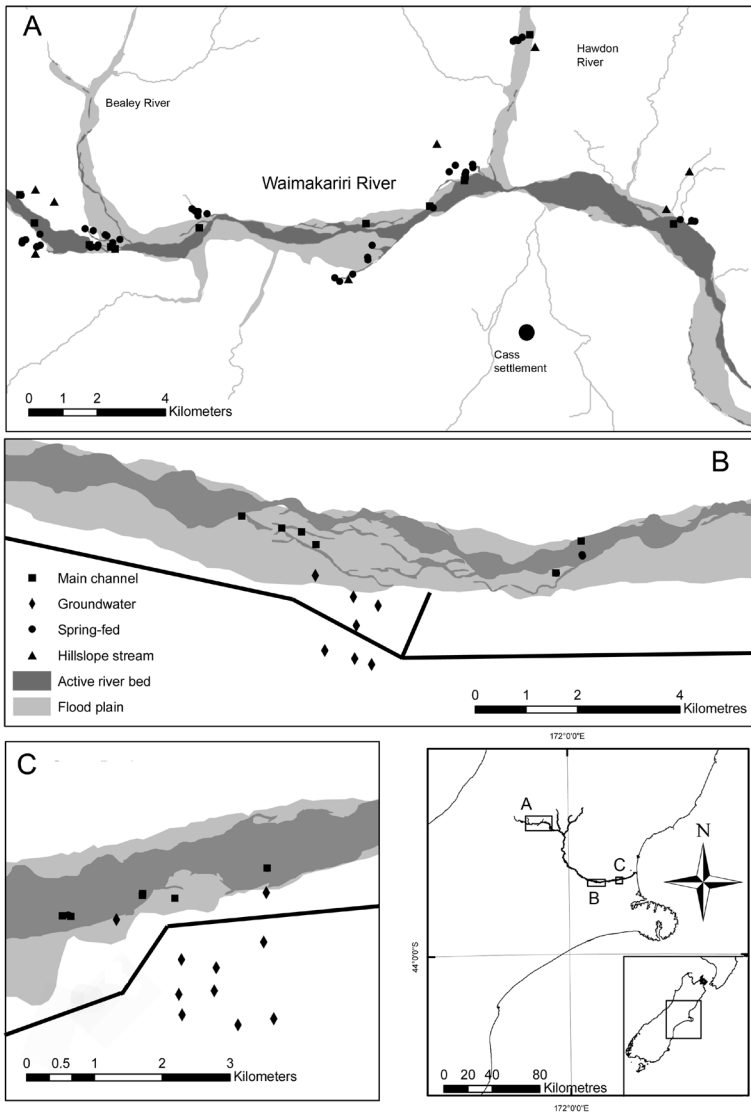 A
Hawdon
River
Bealey River
Waimakariri River
Cass
settlement
0 1 2 4
Kilometers
B
Main channel
Groundwater
Spring-fed
Hillslope stream
Active river bed
Flood plain
0 1 2 4
Kilometres
C
0 0.5 1 2 3
Kilometers
172°0'0"E
A
B
C
N
44°0'0"S
0 20 40 80
Kilometres
172°0'0"E